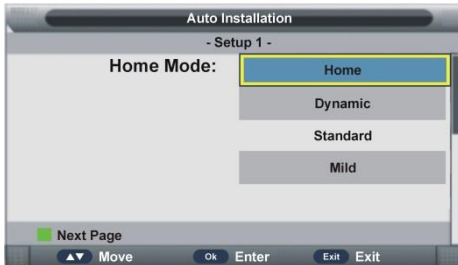 Auto Installation
- Setup 1 -
Home Mode: Home
Dynamic
Standard
Mild
Next Page
▲▼ Move Ok Enter Exit Exit